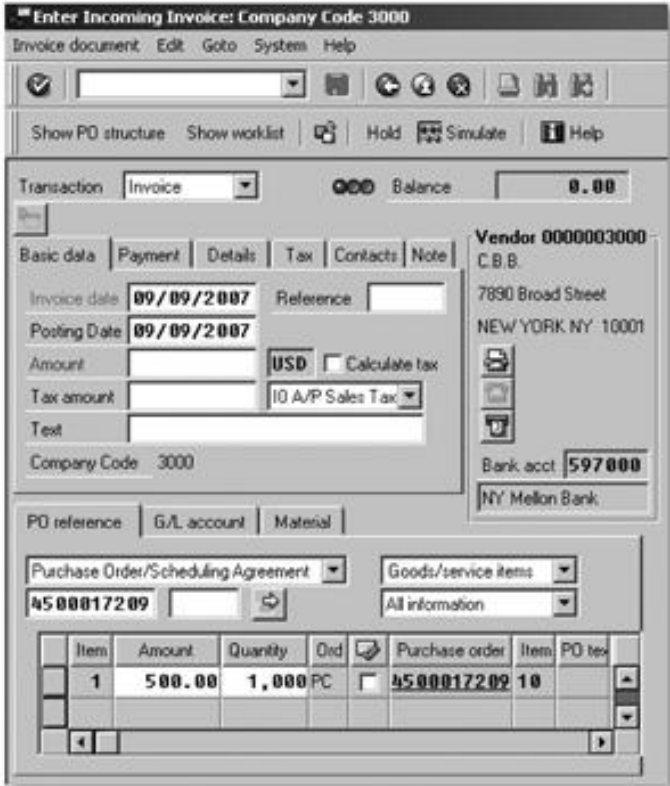 Enter Incoming Invoice: Company Code 3000
Invoice document Edit Goto System Help
Show PO structure Show worklist Hold Simulate Help
Transaction Invoice Balance 0.00
Basic data Payment Details Tax Contacts Note
Invoice date 09/09/2007 Reference
Posting Date 09/09/2007
Amount USD Calculate tax
Tax amount I0 A/P Sales Tax
Text
Company Code 3000
Vendor 0000003000
C.B.B.
7890 Broad Street
NEW YORK NY 10001
Bank acct 597000
NY Mellon Bank
PO reference G/L account Material
Purchase Order/Scheduling Agreement Goods/service items
4500017209 All information
Item Amount Quantity Ord Purchase order Item PO tex
1 500.00 1,000 PC 4500017209 10